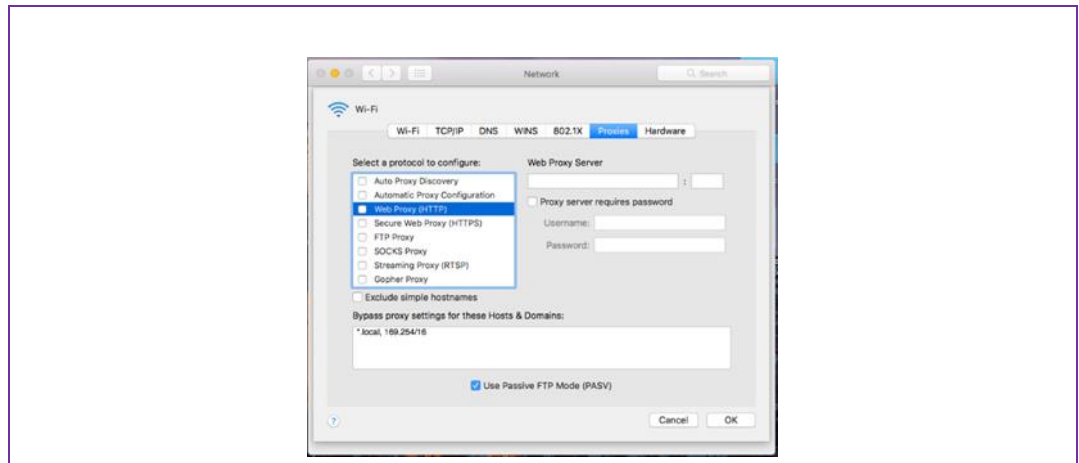 Network
Search
Wi-Fi
Wi-Fi TCP/IP DNS WINS 802.1X Proxies Hardware
Select a protocol to configure:
Auto Proxy Discovery
Automatic Proxy Configuration
Web Proxy (HTTP)
Secure Web Proxy (HTTPS)
FTP Proxy
SOCKS Proxy
Streaming Proxy (RTSP)
Gopher Proxy
Web Proxy Server
:
Proxy server requires password
Username:
Password:
Exclude simple hostnames
Bypass proxy settings for these Hosts & Domains:
*.local, 169.254/16
Use Passive FTP Mode (PASV)
? Cancel OK